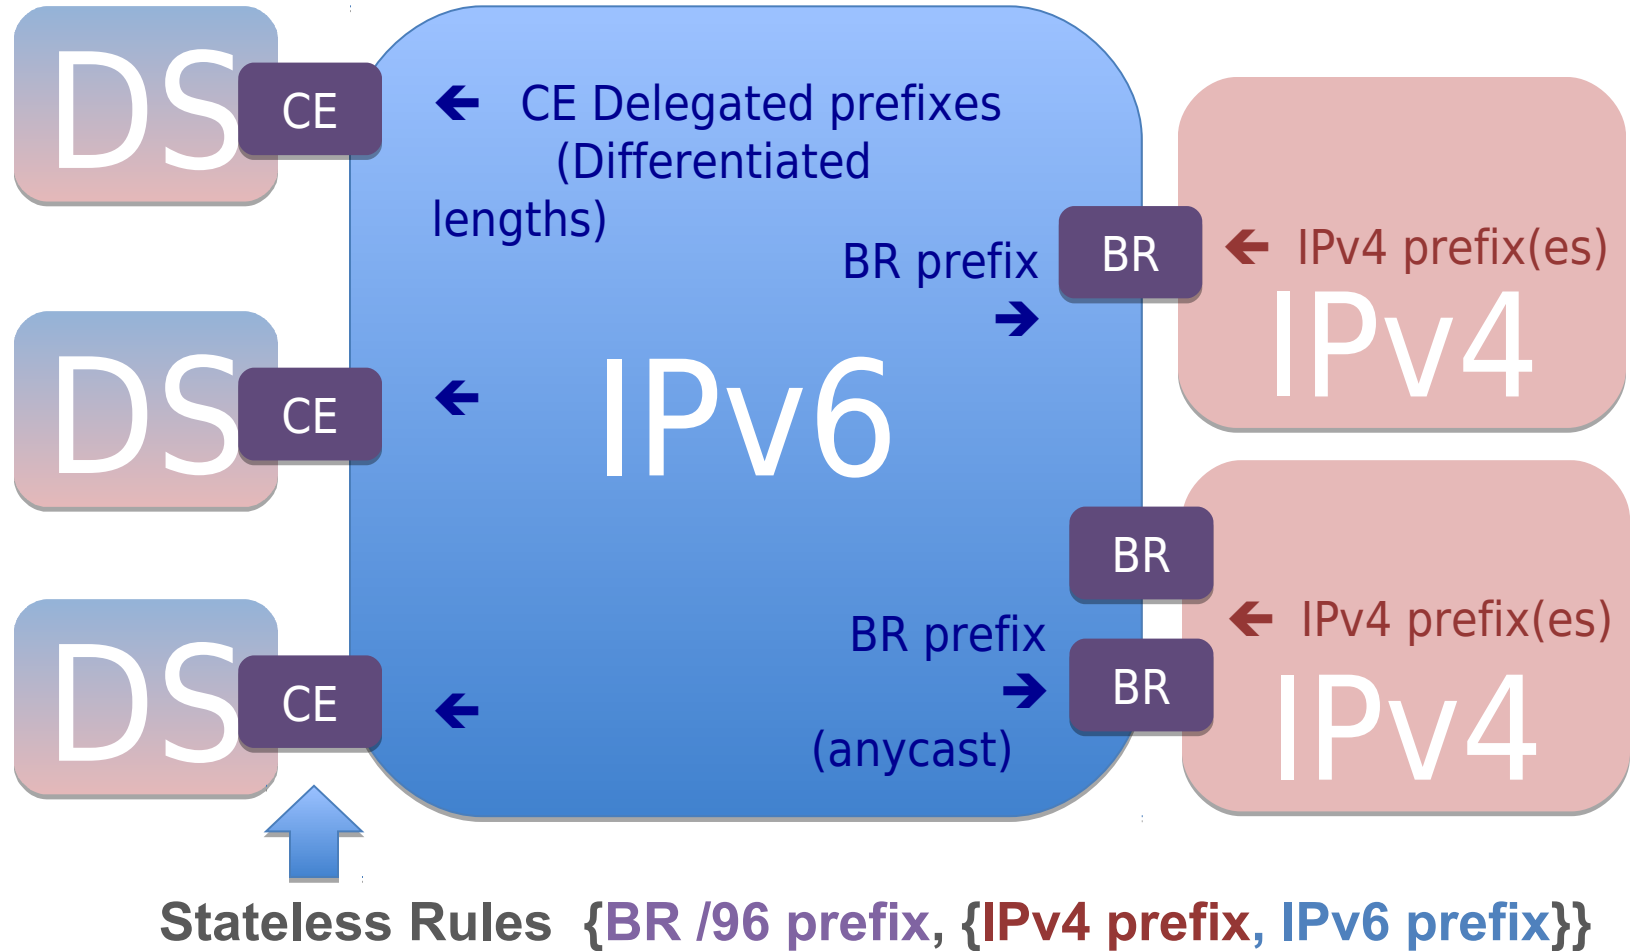 DS
CE
🡸 CE Delegated prefixes
(Differentiated
lengths)
BR prefix
🡺
BR
🡸 IPv4 prefix(es)
IPv4
DS
CE
🡸
IPv6
BR
DS
CE
🡸
BR prefix
🡺
(anycast)
BR
🡸 IPv4 prefix(es)
IPv4
Stateless Rules {BR /96 prefix, {IPv4 prefix, IPv6 prefix}}